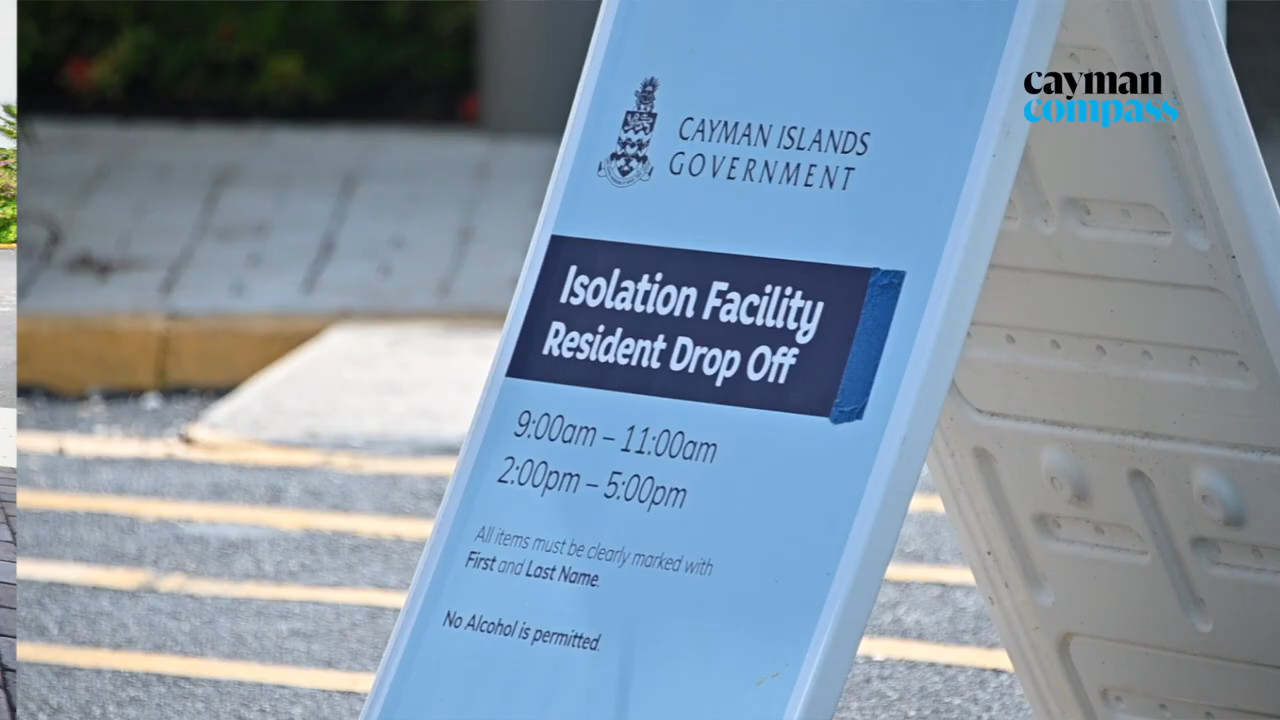 cayman
compass
CAYMAN ISLANDS
GOVERNMENT
Isolation Facility
Resident Drop Off
9:00am – 11:00am
2:00pm – 5:00pm
All items must be clearly marked with
First and Last Name.
No Alcohol is permitted.